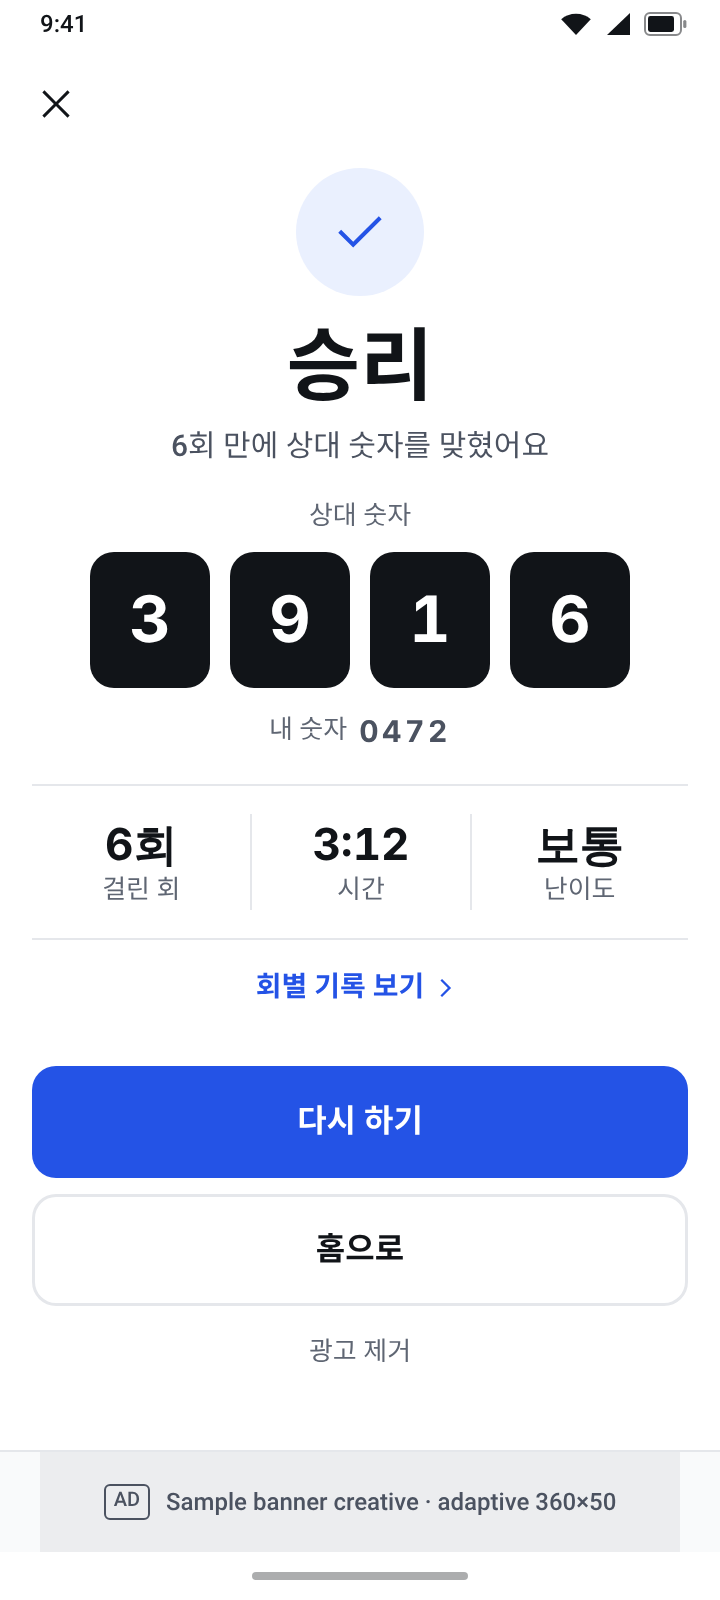 9:41
승리
6회 만에 상대 숫자를 맞혔어요
상대 숫자
3 9 1 6
내 숫자 0472
6회 3:12 보통
걸린 회 시간 난이도
회별 기록 보기
다시 하기
홈으로
광고 제거
AD Sample banner creative · adaptive 360×50